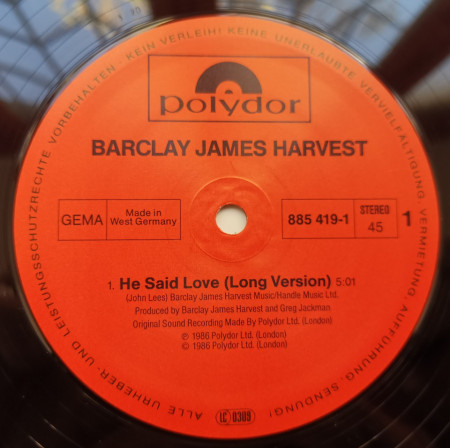 polydor
BARCLAY JAMES HARVEST
GEMA
Made in
West Germany
885 419-1
STEREO
45
1
1. He Said Love (Long Version) 5:01
(John Lees) Barclay James Harvest Music/Handle Music Ltd.
Produced by Barclay James Harvest and Greg Jackman
Original Sound Recording Made By Polydor Ltd. (London)
℗ 1986 Polydor Ltd. (London)
© 1986 Polydor Ltd. (London)
ALLE URHEBER- UND LEISTUNGSSCHUTZRECHTE VORBEHALTEN · KEIN VERLEIH! KEINE UNERLAUBTE VERVIELFÄLTIGUNG, VERMIETUNG, AUFFÜHRUNG, SENDUNG!
LC 0309